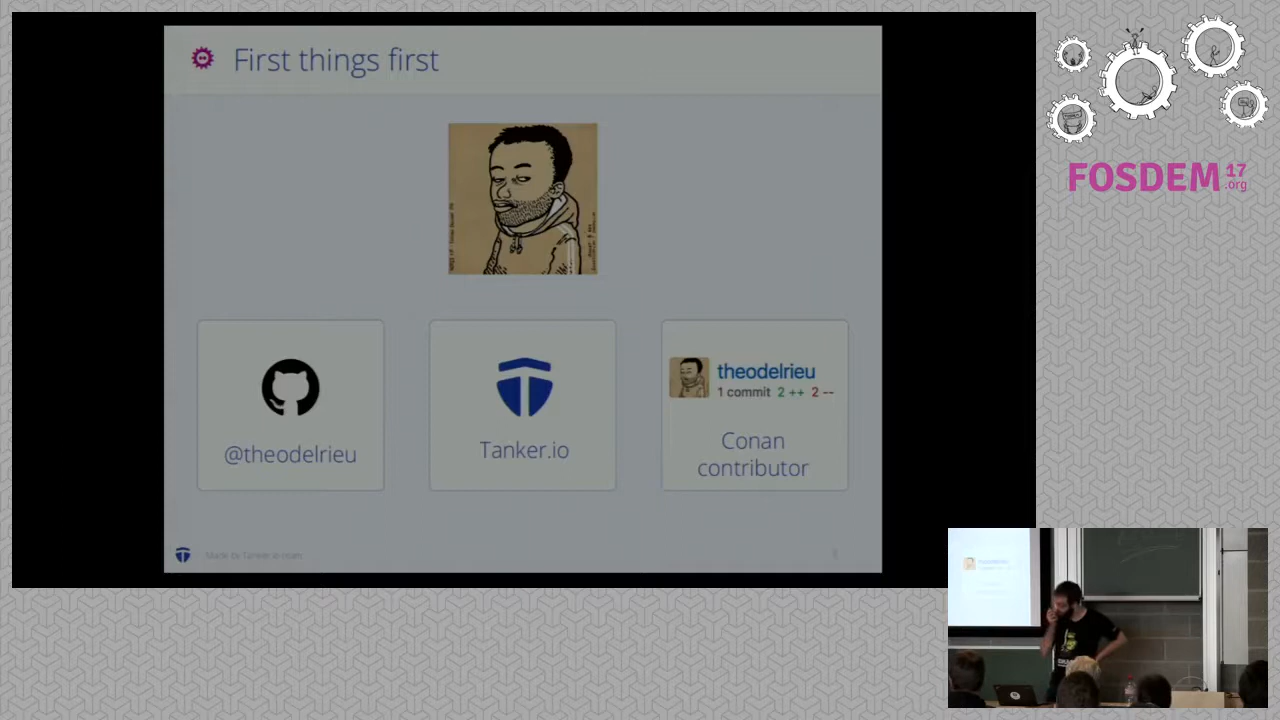 First things first
@theodelrieu
Tanker.io
theodelrieu
1 commit 2 ++ 2 --
Conan
contributor
Made by Tanker.io
FOSDEM 17
.org